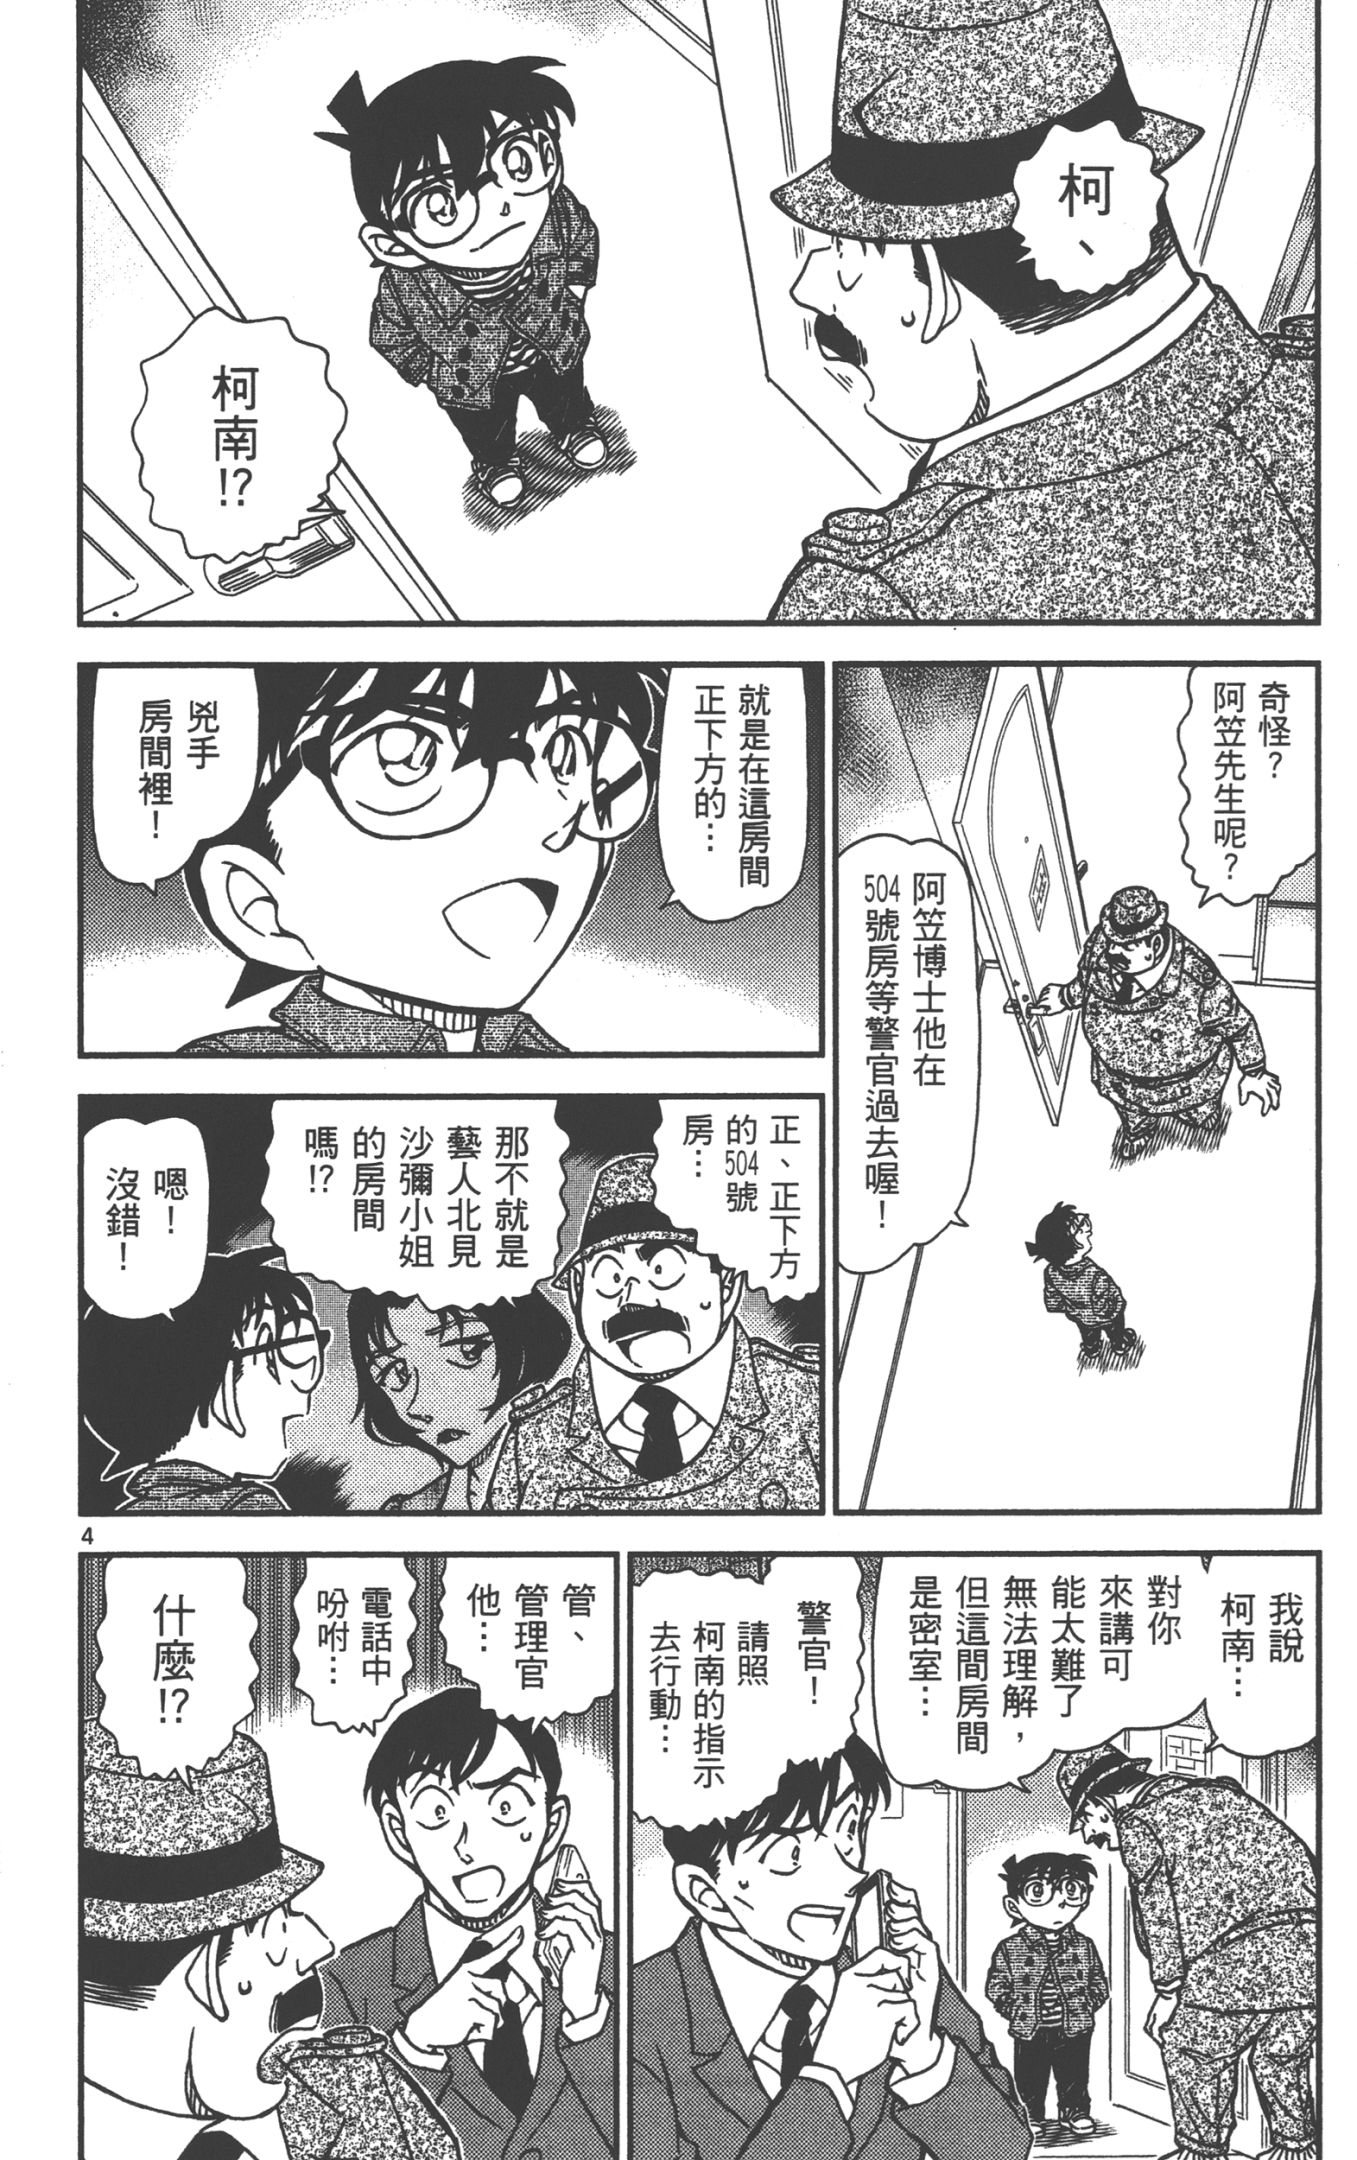 柯、
柯南!?
奇怪？
阿笠先生呢？
阿笠博士他在
504號房等警官過去喔！
就是在這房間
正下方的…
兇手
房間裡！
正、正下方
的504號
房…
那不就是
藝人北見
沙彌小姐
的房間
嗎!?
嗯！
沒錯！
4
我說
柯南…
對你
來講可
能太難了
無法理解，
但這間房間
是密室…
警官！
請照
柯南的指示
去行動…
管、
管理官
他…
電話中
吩咐…
什麼!?